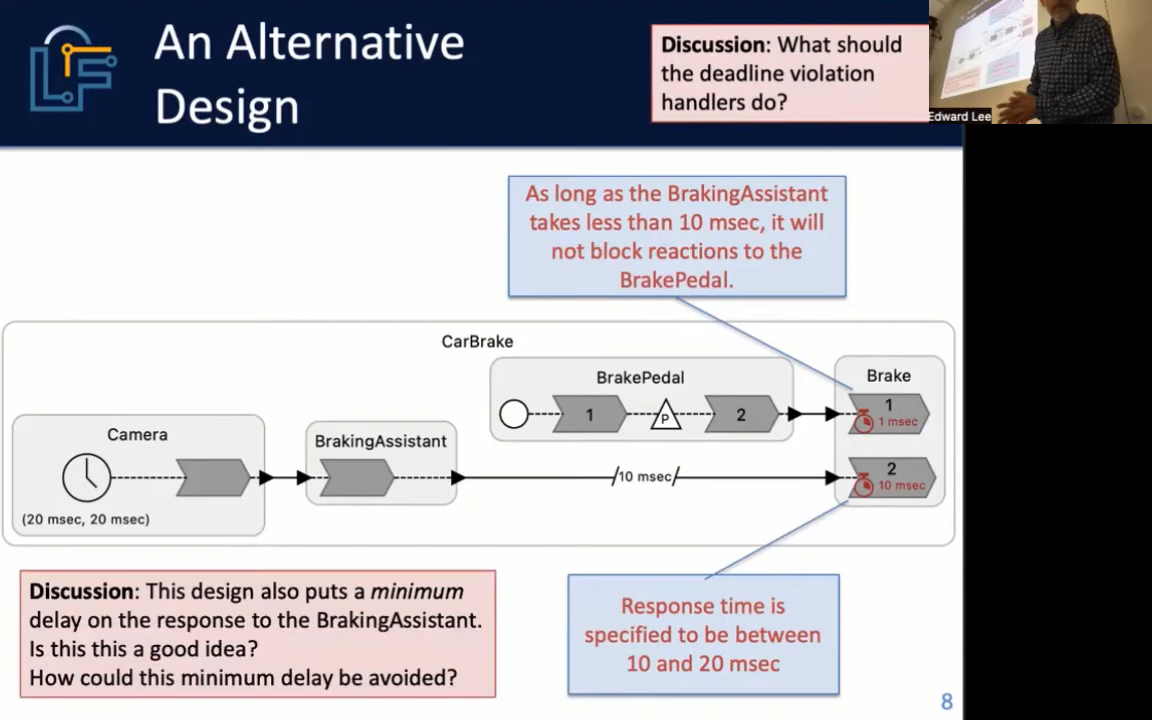 An Alternative
Design
Discussion: What should
the deadline violation
handlers do?
Edward Lee
As long as the BrakingAssistant
takes less than 10 msec, it will
not block reactions to the
BrakePedal.
CarBrake
BrakePedal
1
P
2
Brake
1
1 msec
2
10 msec
Camera
(20 msec, 20 msec)
BrakingAssistant
10 msec
Discussion: This design also puts a minimum
delay on the response to the BrakingAssistant.
Is this this a good idea?
How could this minimum delay be avoided?
Response time is
specified to be between
10 and 20 msec
8